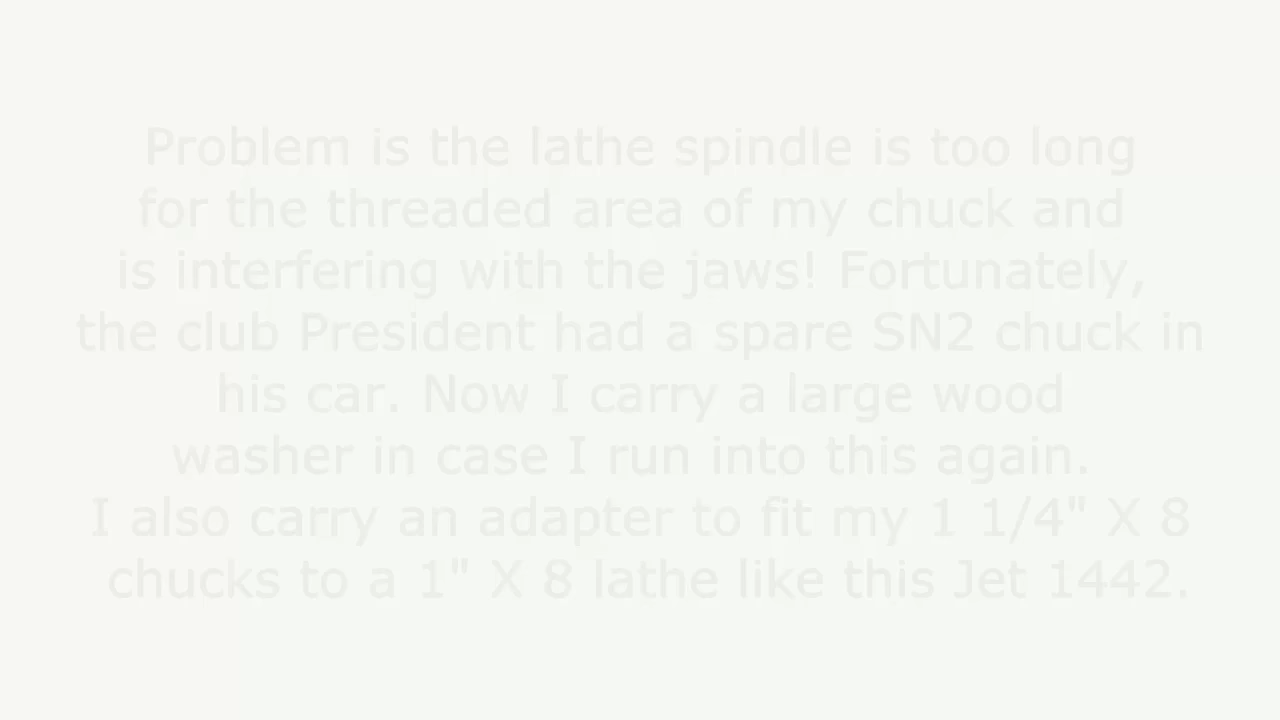 Problem is the lathe spindle is too long
for the threaded area of my chuck and
is interfering with the jaws! Fortunately,
the club President had a spare SN2 chuck in
his car. Now I carry a large wood
washer in case I run into this again.
I also carry an adapter to fit my 1 1/4" X 8
chucks to a 1" X 8 lathe like this Jet 1442.